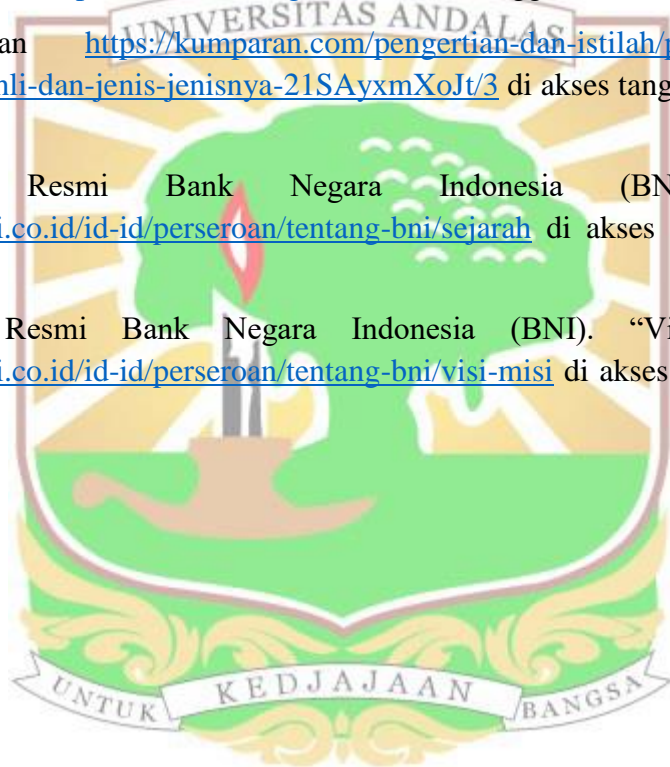 UNIVERSITAS ANDALAS
an https://kumparan.com/pengertian-dan-istilah/p
li-dan-jenis-jenisnya-21SAyxmXoJt/3 di akses tang
Resmi Bank Negara Indonesia (BN
i.co.id/id-id/perseroan/tentang-bni/sejarah di akses
Resmi Bank Negara Indonesia (BNI). “Vi
i.co.id/id-id/perseroan/tentang-bni/visi-misi di akses
UNTUK KEDJAJAAN BANGSA